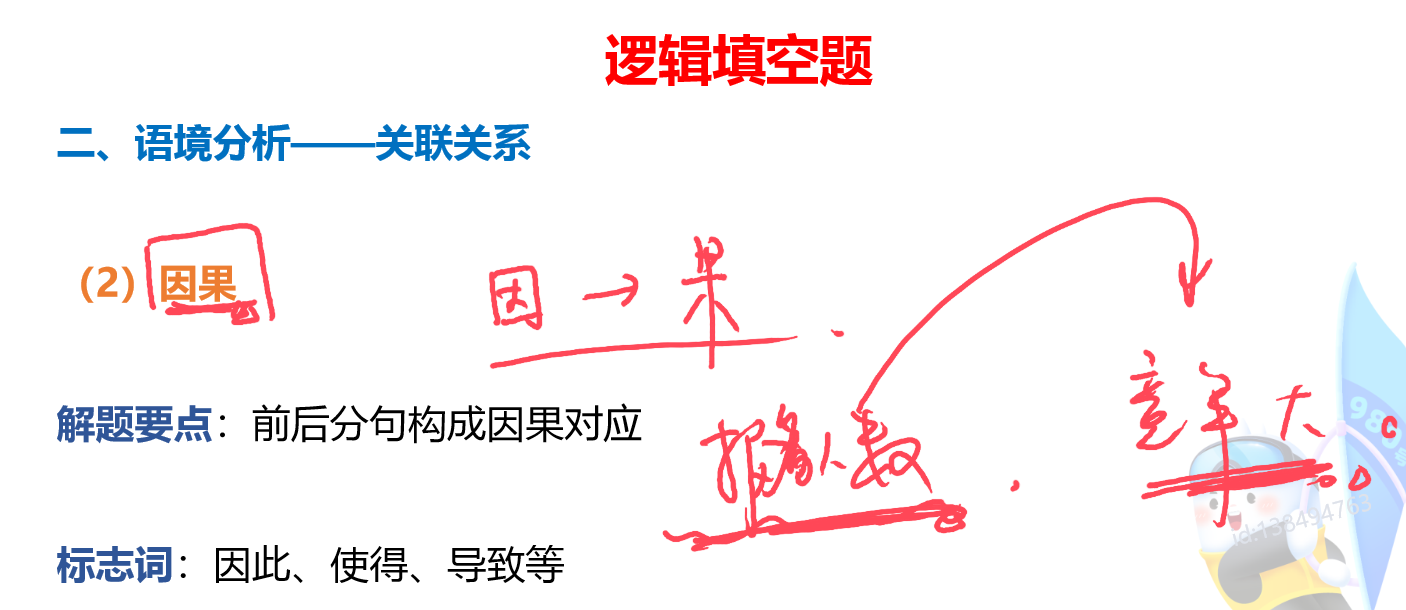 逻辑填空题
二、语境分析——关联关系
(2) 因果
因 → 果
解题要点：前后分句构成因果对应
报名人数
竞争大
标志词：因此、使得、导致等
id:138494763